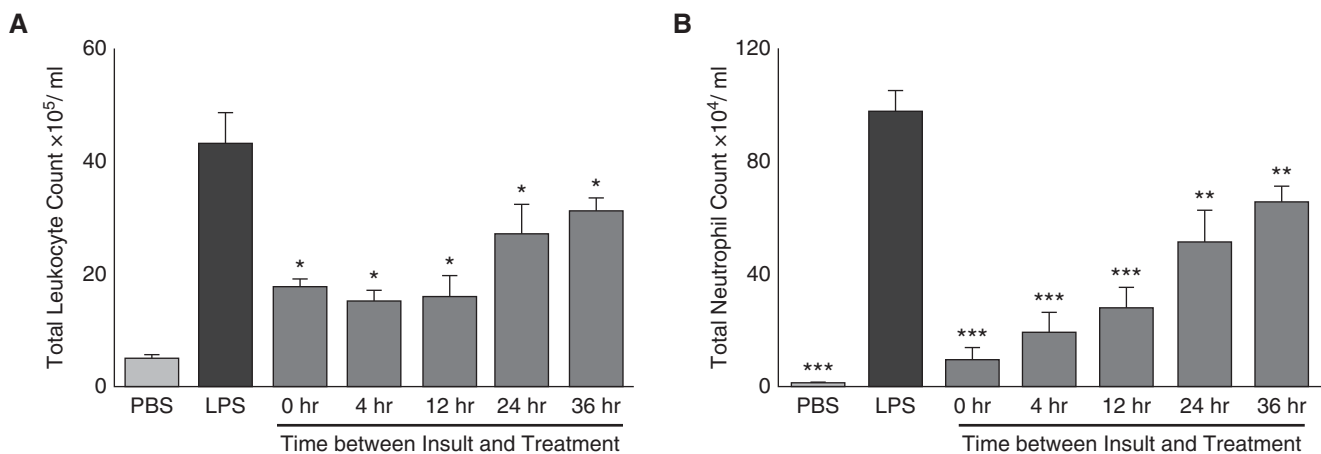 A
Total Leukocyte Count ×10⁵/ ml
60
40
20
0
*
*
*
*
*
PBS LPS 0 hr 4 hr 12 hr 24 hr 36 hr
Time between Insult and Treatment
B
Total Neutrophil Count ×10⁴/ ml
120
80
40
0
***
***
***
***
**
**
PBS LPS 0 hr 4 hr 12 hr 24 hr 36 hr
Time between Insult and Treatment